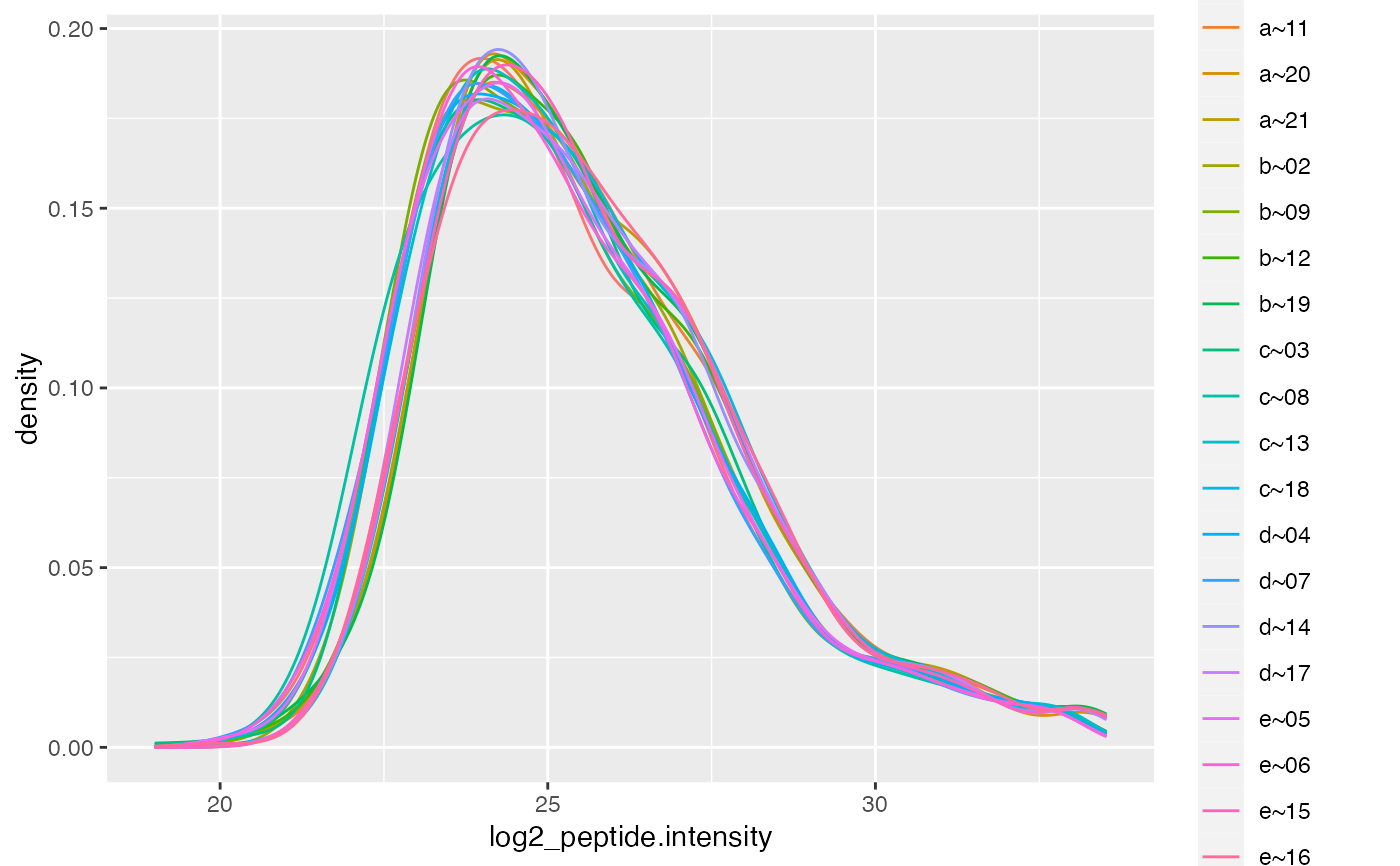 0.20
0.15
0.10
0.05
0.00
density
20
25
30
log2_peptide.intensity
a~11
a~20
a~21
b~02
b~09
b~12
b~19
c~03
c~08
c~13
c~18
d~04
d~07
d~14
d~17
e~05
e~06
e~15
e~16